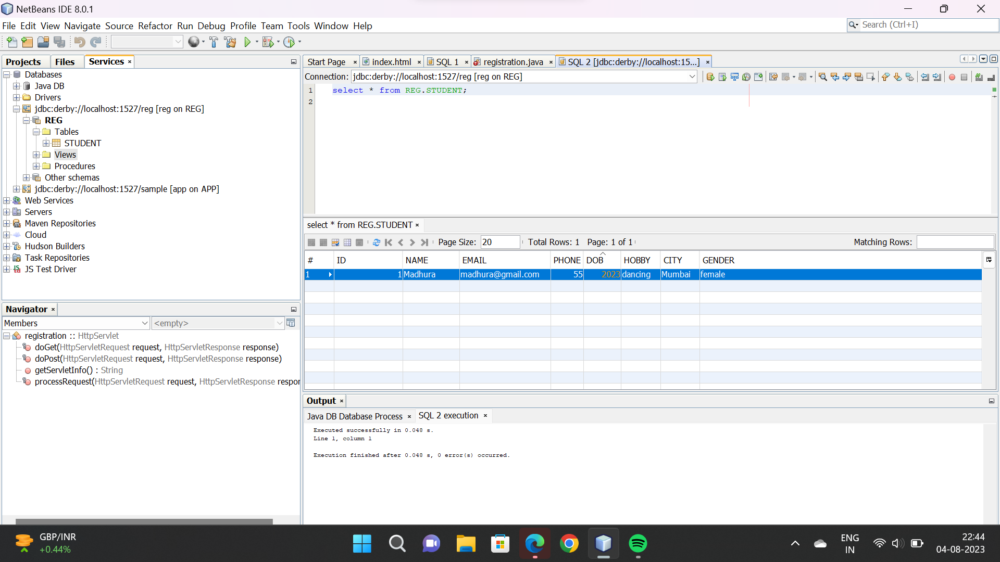 NetBeans IDE 8.0.1
File Edit View Navigate Source Refactor Run Debug Profile Team Tools Window Help
Search (Ctrl+I)
Projects Files Services
Databases
Java DB
Drivers
jdbc:derby://localhost:1527/reg [reg on REG]
REG
Tables
STUDENT
Views
Procedures
Other schemas
jdbc:derby://localhost:1527/sample [app on APP]
Web Services
Servers
Maven Repositories
Cloud
Hudson Builders
Task Repositories
JS Test Driver
Navigator
Members <empty>
registration :: HttpServlet
doGet(HttpServletRequest request, HttpServletResponse response)
doPost(HttpServletRequest request, HttpServletResponse response)
getServletInfo() : String
processRequest(HttpServletRequest request, HttpServletResponse respor
Start Page index.html SQL 1 registration.java SQL 2 [jdbc:derby://localhost:15...]
Connection: jdbc:derby://localhost:1527/reg [reg on REG]
1 select * from REG.STUDENT;
2
select * from REG.STUDENT
Page Size: 20 Total Rows: 1 Page: 1 of 1 Matching Rows:
# ID NAME EMAIL PHONE DOB HOBBY CITY GENDER
1 1 Madhura madhura@gmail.com 55 2023 dancing Mumbai female
Output
Java DB Database Process SQL 2 execution
Executed successfully in 0.048 s.
Line 1, column 1
Execution finished after 0.048 s, 0 error(s) occurred.
GBP/INR
+0.44%
ENG
IN
22:44
04-08-2023